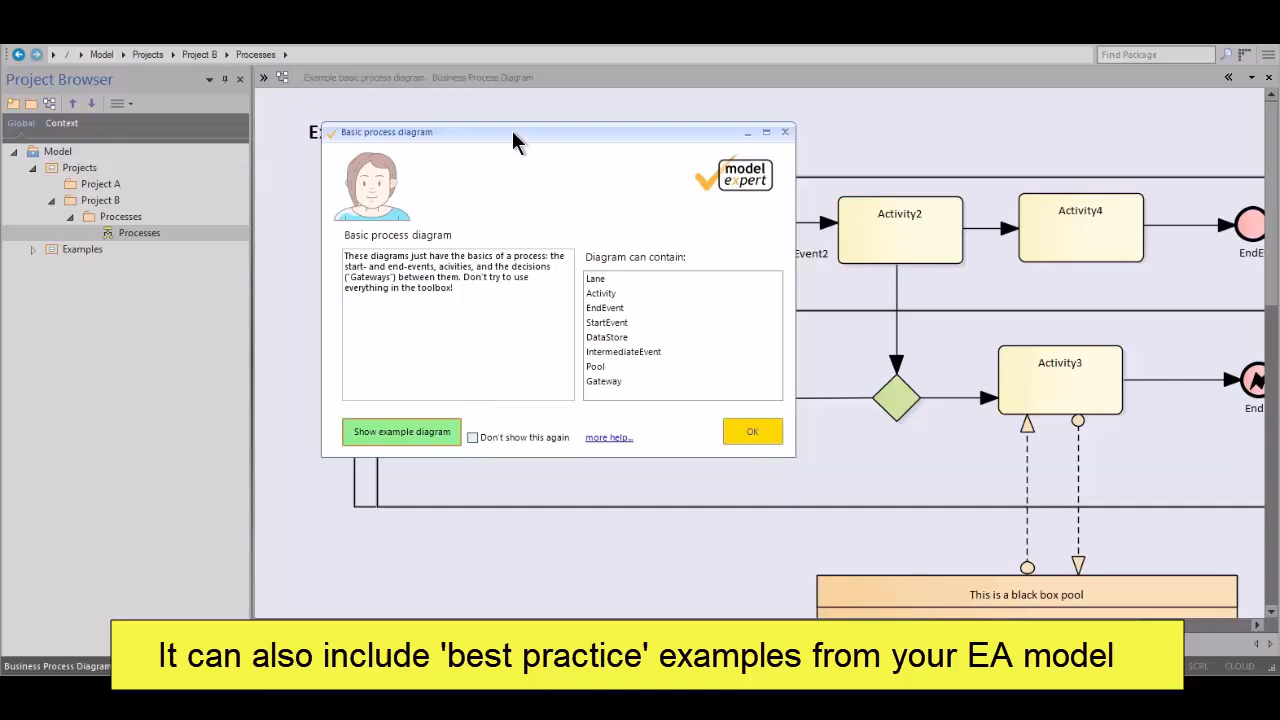 / Model Projects Project B Processes
Find Package
Project Browser
Example basic process diagram. Business Process Diagram
Global Context
Model
Projects
Project A
Project B
Processes
Processes
Examples
Basic process diagram
model
expert
Basic process diagram
These diagrams just have the basics of a process: the
start- and end-events, acivities, and the decisions
('Gateways') between them. Don't try to use
everything in the toolbox!
Diagram can contain:
Lane
Activity
EndEvent
StartEvent
DataStore
IntermediateEvent
Pool
Gateway
Show example diagram
Don't show this again
more help...
OK
Activity2
Activity4
Activity3
End
This is a black box pool
Business Process Diagram
SCRL CLOUD
It can also include 'best practice' examples from your EA model